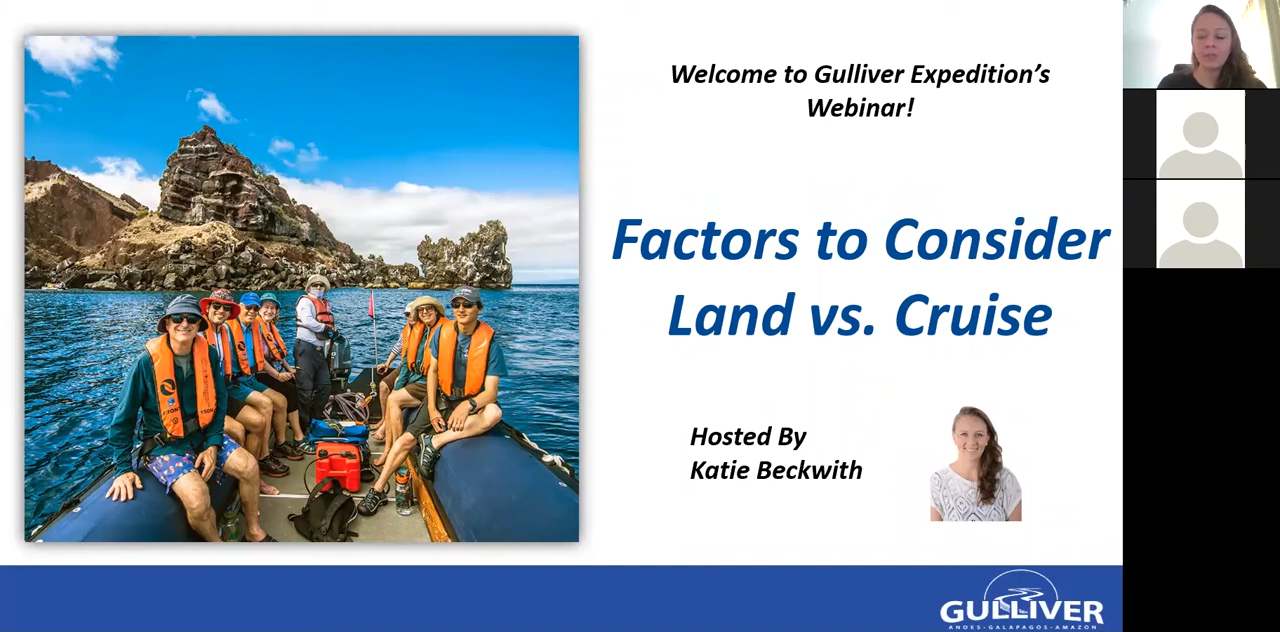 Welcome to Gulliver Expedition's
Webinar!
Factors to Consider
Land vs. Cruise
Hosted By
Katie Beckwith
GULLIVER
ANDES-GALAPAGOS-AMAZON